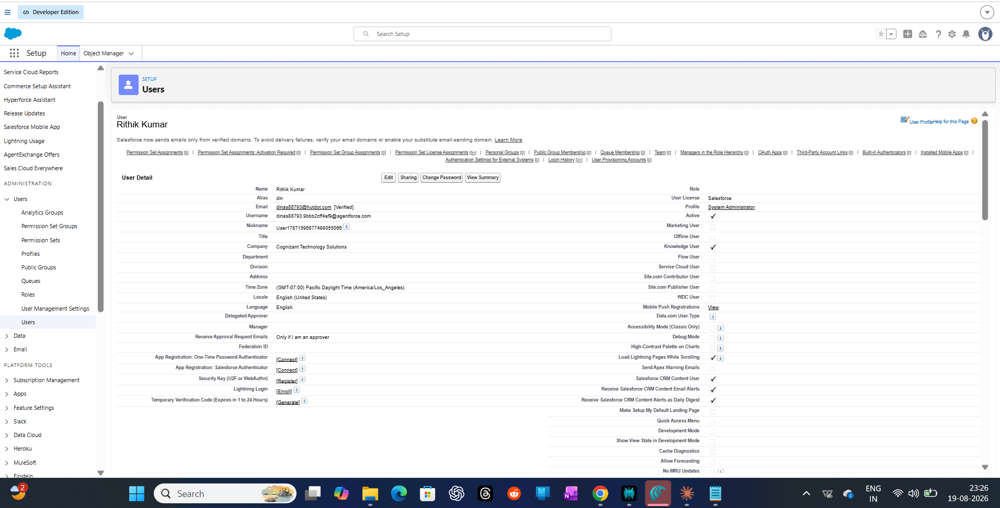 Developer Edition
Search Setup
Setup
Home
Object Manager
Service Cloud Reports
Commerce Setup Assistant
Hyperforce Assistant
Release Updates
Salesforce Mobile App
Lightning Usage
AgentExchange Offers
Sales Cloud Everywhere
ADMINISTRATION
Users
Analytics Groups
Permission Set Groups
Permission Sets
Profiles
Public Groups
Queues
Roles
User Management Settings
Users
Data
Email
PLATFORM TOOLS
Subscription Management
Apps
Feature Settings
Slack
Data Cloud
Heroku
MuleSoft
Einstein
SETUP
Users
User
Rithik Kumar
User Profile Help for this Page
Salesforce now sends emails only from verified domains. To avoid delivery failures, verify your email domains or enable your substitute email-sending domain. Learn More
Permission Set Assignments [5] | Permission Set Assignments: Activation Required [0] | Permission Set Group Assignments [0] | Permission Set License Assignments [5+] | Personal Groups [0] | Public Group Membership [0] | Queue Membership [0] | Team [0] | Managers in the Role Hierarchy [0] | OAuth Apps [0] | Third-Party Account Links [0] | Built-in Authenticators [0] | Installed Mobile Apps [0] |
Authentication Settings for External Systems [0] | Login History [3+] | User Provisioning Accounts [0]
User Detail
Edit Sharing Change Password View Summary
Name Rithik Kumar
Alias din
Email dinas88793@hutdot.com [Verified]
Username dinas88793.9bbb2cff4af9@agentforce.com
Nickname User17871596877499055066
Title
Company Cognizant Technology Solutions
Department
Division
Address
Time Zone (GMT-07:00) Pacific Daylight Time (America/Los_Angeles)
Locale English (United States)
Language English
Delegated Approver
Manager
Receive Approval Request Emails Only if I am an approver
Federation ID
App Registration: One-Time Password Authenticator [Connect]
App Registration: Salesforce Authenticator [Connect]
Security Key (U2F or WebAuthn) [Register]
Lightning Login [Enroll]
Temporary Verification Code (Expires in 1 to 24 Hours) [Generate]
Role
User License Salesforce
Profile System Administrator
Active
Marketing User
Offline User
Knowledge User
Flow User
Service Cloud User
Site.com Contributor User
Site.com Publisher User
WDC User
Mobile Push Registrations View
Data.com User Type
Accessibility Mode (Classic Only)
Debug Mode
High-Contrast Palette on Charts
Load Lightning Pages While Scrolling
Send Apex Warning Emails
Salesforce CRM Content User
Receive Salesforce CRM Content Email Alerts
Receive Salesforce CRM Content Alerts as Daily Digest
Make Setup My Default Landing Page
Quick Access Menu
Development Mode
Show View State in Development Mode
Cache Diagnostics
Allow Forecasting
No MRU Updates
2
Search
ENG
IN
23:26
19-08-2026